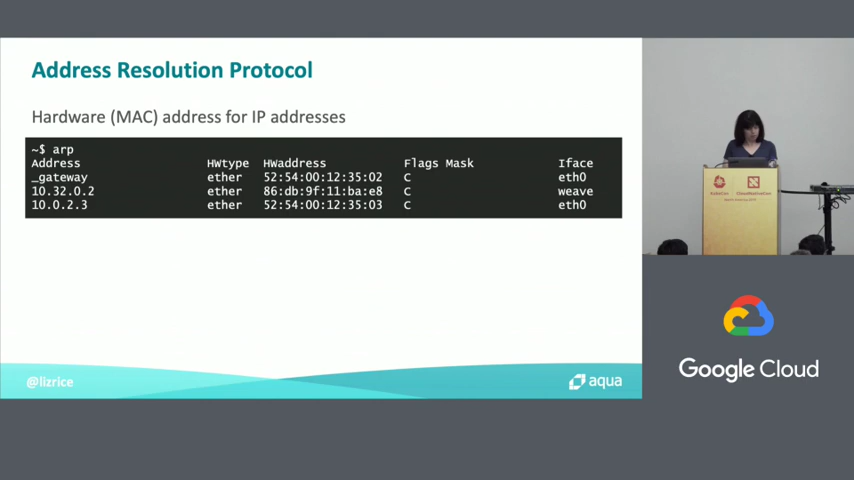 Address Resolution Protocol
Hardware (MAC) address for IP addresses
~$ arp
Address HWtype HWaddress Flags Mask Iface
_gateway ether 52:54:00:12:35:02 C eth0
10.32.0.2 ether 86:db:9f:11:ba:e8 C weave
10.0.2.3 ether 52:54:00:12:35:03 C eth0
@lizrice
aqua
Google Cloud